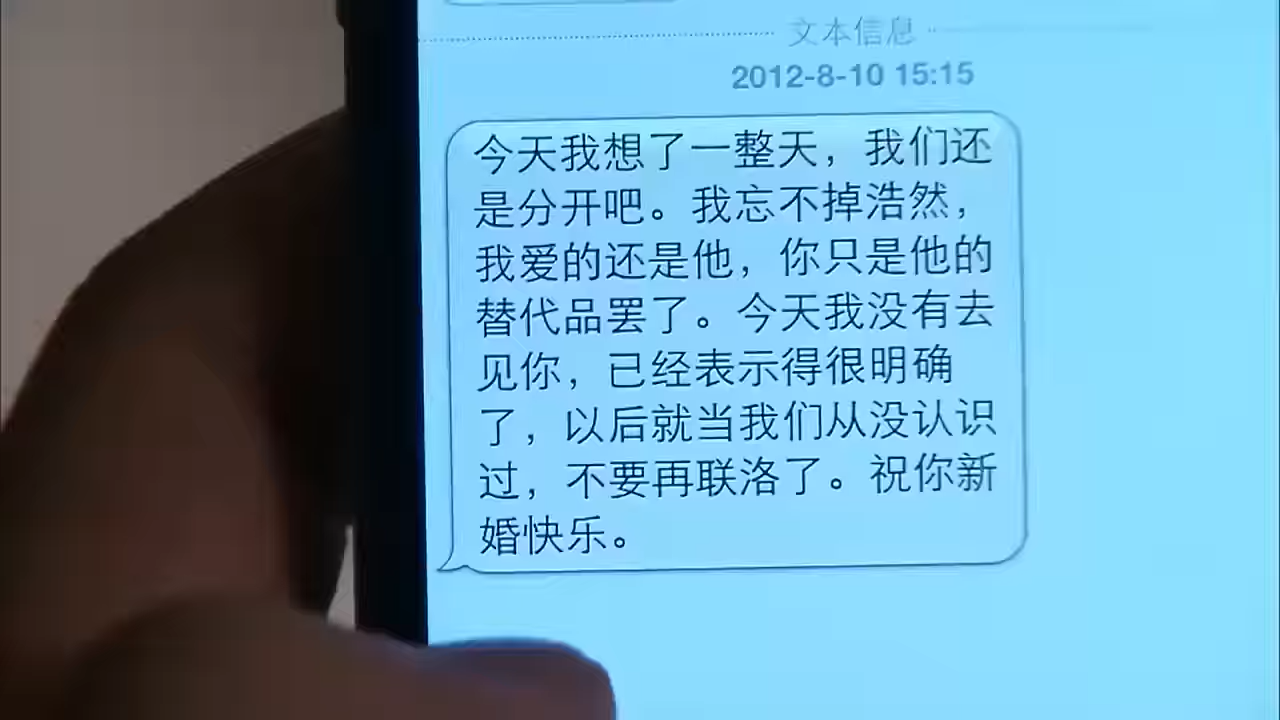 文本信息
2012-8-10 15:15
今天我想了一整天，我们还
是分开吧。我忘不掉浩然，
我爱的还是他，你只是他的
替代品罢了。今天我没有去
见你，已经表示得很明确
了，以后就当我们从没认识
过，不要再联洛了。祝你新
婚快乐。